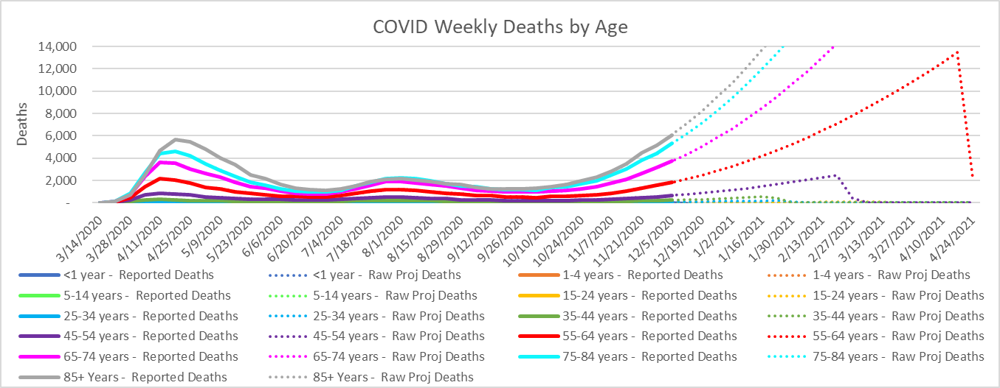 COVID Weekly Deaths by Age
14,000
12,000
10,000
8,000
6,000
4,000
2,000
-
Deaths
3/14/2020
3/28/2020
4/11/2020
4/25/2020
5/9/2020
5/23/2020
6/6/2020
6/20/2020
7/4/2020
7/18/2020
8/1/2020
8/15/2020
8/29/2020
9/12/2020
9/26/2020
10/10/2020
10/24/2020
11/7/2020
11/21/2020
12/5/2020
12/19/2020
1/2/2021
1/16/2021
1/30/2021
2/13/2021
2/27/2021
3/13/2021
3/27/2021
4/10/2021
4/24/2021
<1 year - Reported Deaths
<1 year - Raw Proj Deaths
1-4 years - Reported Deaths
1-4 years - Raw Proj Deaths
5-14 years - Reported Deaths
5-14 years - Raw Proj Deaths
15-24 years - Reported Deaths
15-24 years - Raw Proj Deaths
25-34 years - Reported Deaths
25-34 years - Raw Proj Deaths
35-44 years - Reported Deaths
35-44 years - Raw Proj Deaths
45-54 years - Reported Deaths
45-54 years - Raw Proj Deaths
55-64 years - Reported Deaths
55-64 years - Raw Proj Deaths
65-74 years - Reported Deaths
65-74 years - Raw Proj Deaths
75-84 years - Reported Deaths
75-84 years - Raw Proj Deaths
85+ Years - Reported Deaths
85+ Years - Raw Proj Deaths